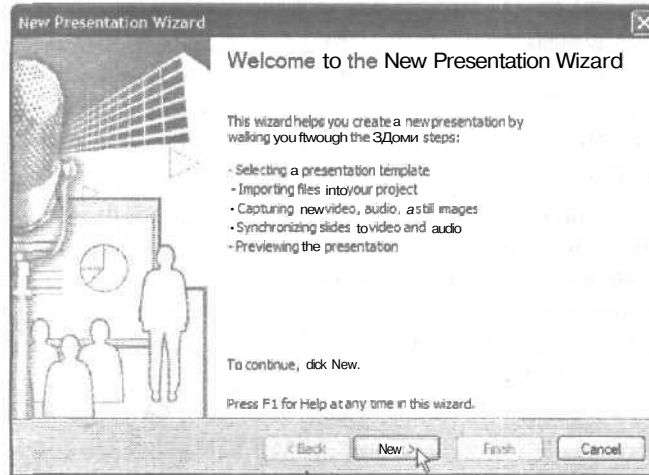 New Presentation Wizard
Welcome to the New Presentation Wizard
This wizard helps you create a new presentation by
walking you ftwough the ЗДоми steps:
- Selecting a presentation template
- Importing files into your project
- Capturing new video, audio, a still images
- Synchronizing slides to video and audio
- Previewing the presentation
To continue, dick New.
Press F1 for Help at any time in this wizard.
< Back
New >
Finish
Cancel